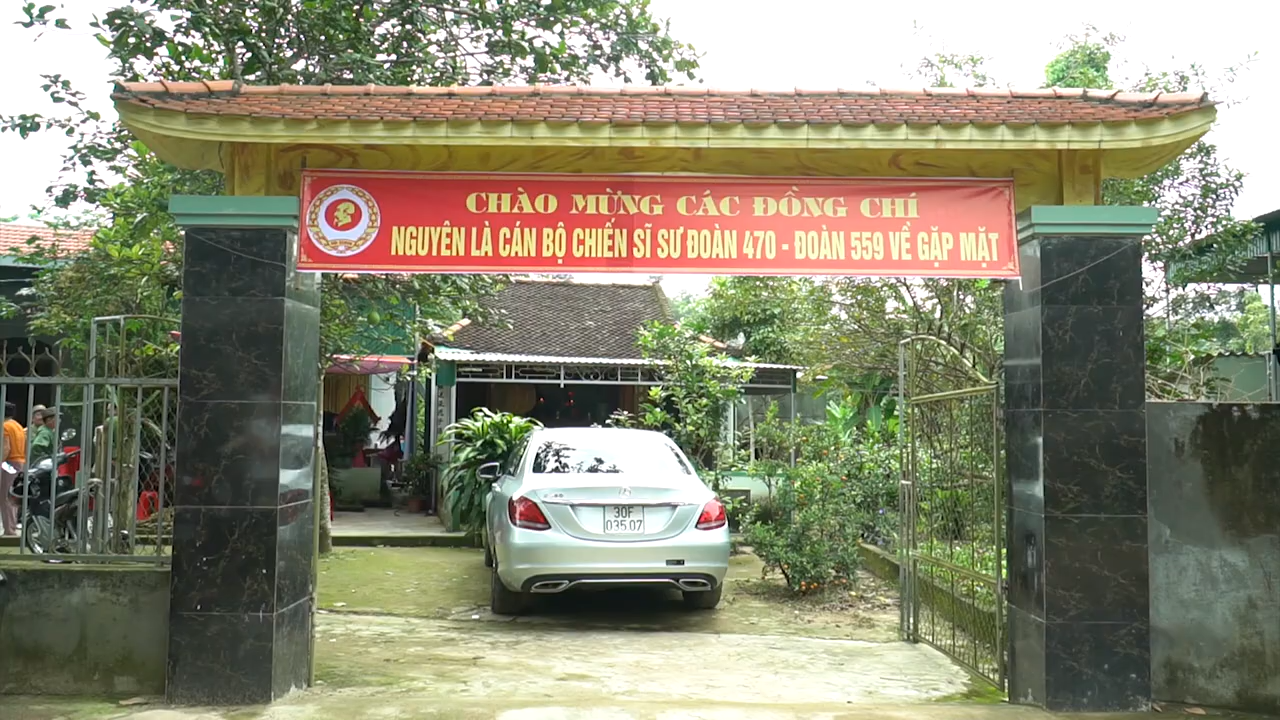 CHÀO MỪNG CÁC ĐỒNG CHÍ
NGUYÊN LÀ CÁN BỘ CHIẾN SĨ SƯ ĐOÀN 470 - ĐOÀN 559 VỀ GẶP MẶT
30F
035.07